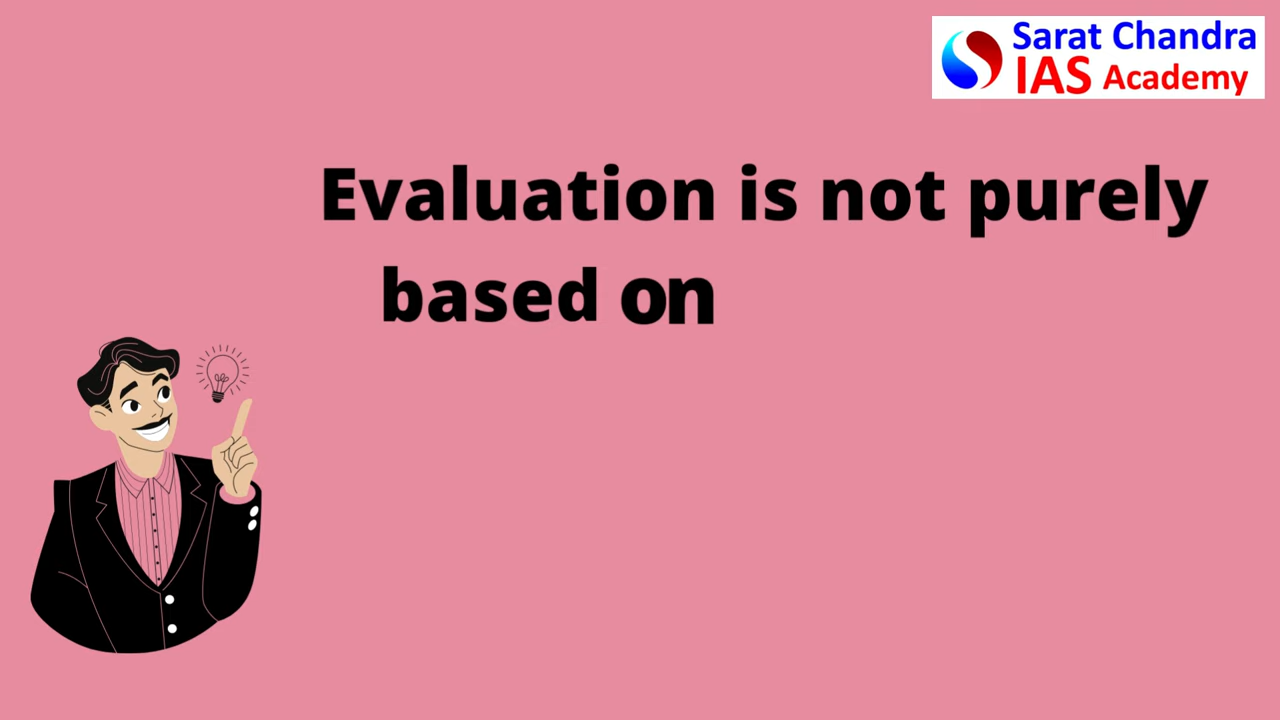 Sarat Chandra
IAS Academy
Evaluation is not purely
based on